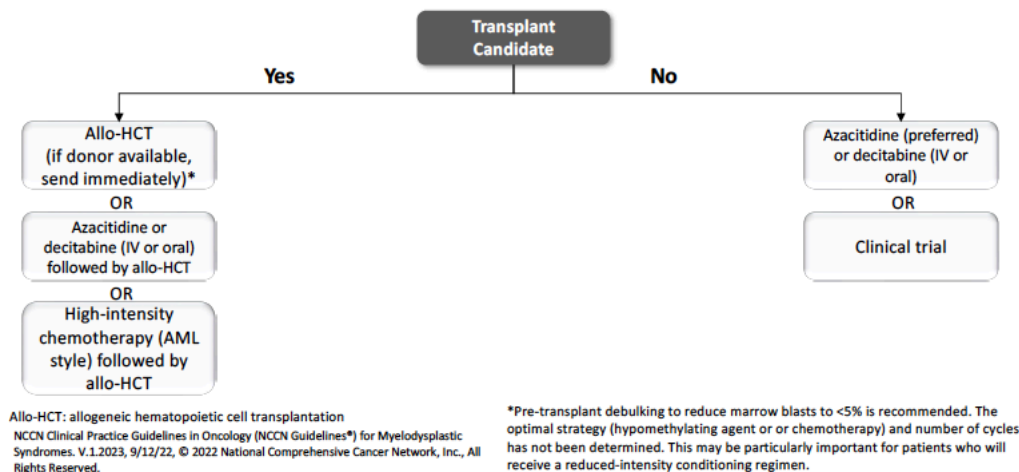 Transplant
Candidate
Yes
No
Allo-HCT
(if donor available,
send immediately)*
OR
Azacitidine or
decitabine (IV or oral)
followed by allo-HCT
OR
High-intensity
chemotherapy (AML
style) followed by
allo-HCT
Azacitidine (preferred)
or decitabine (IV or
oral)
OR
Clinical trial
Allo-HCT: allogeneic hematopoietic cell transplantation
NCCN Clinical Practice Guidelines in Oncology (NCCN Guidelines®) for Myelodysplastic
Syndromes. V.1.2023, 9/12/22, © 2022 National Comprehensive Cancer Network, Inc., All
Rights Reserved.
*Pre-transplant debulking to reduce marrow blasts to <5% is recommended. The
optimal strategy (hypomethylating agent or or chemotherapy) and number of cycles
has not been determined. This may be particularly important for patients who will
receive a reduced-intensity conditioning regimen.